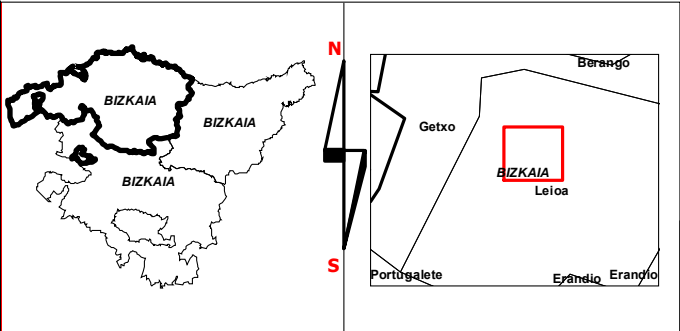 BIZKAIA
BIZKAIA
BIZKAIA
N
S
Berango
Getxo
BIZKAIA
Leioa
Portugalete
Erandio
Erandio